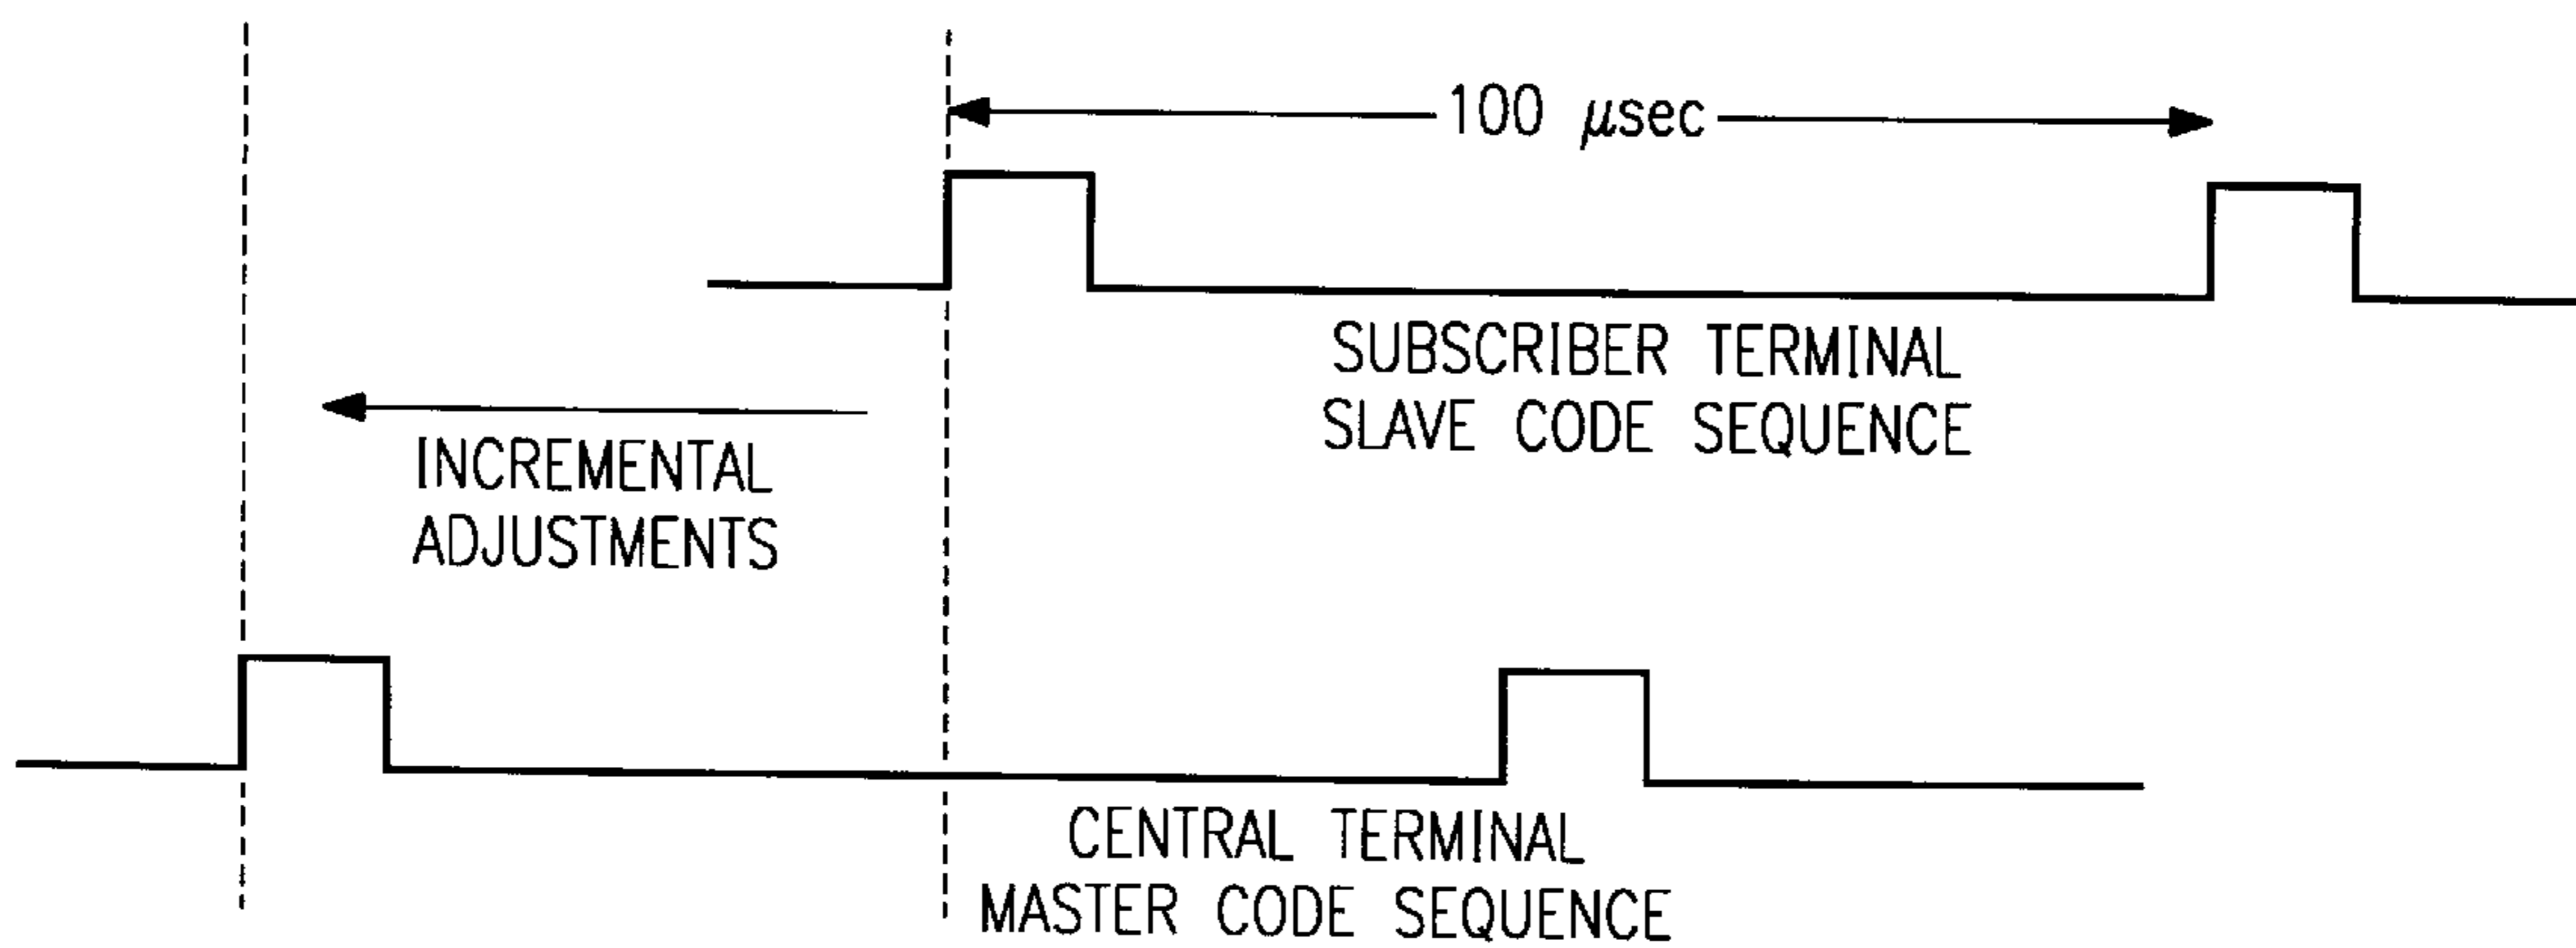 100 μsec
SUBSCRIBER TERMINAL
SLAVE CODE SEQUENCE
INCREMENTAL
ADJUSTMENTS
CENTRAL TERMINAL
MASTER CODE SEQUENCE